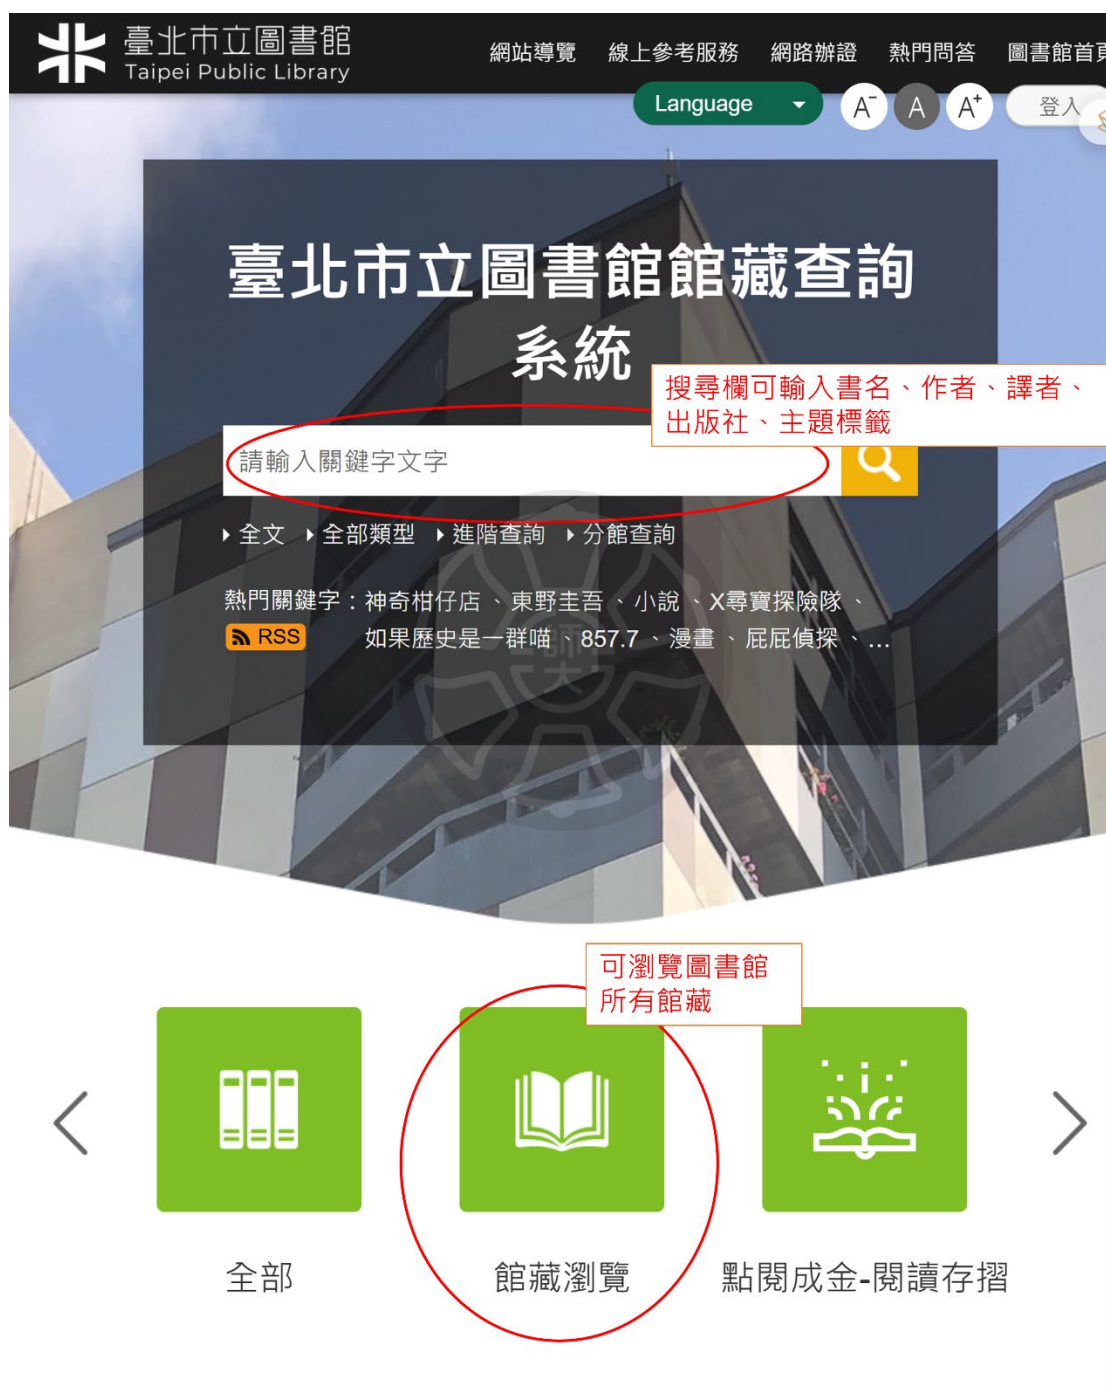 臺北市立圖書館
Taipei Public Library
網站導覽 線上參考服務 網路辦證 熱門問答 圖書館首頁
Language A- A A+ 登入
臺北市立圖書館館藏查詢
系統
搜尋欄可輸入書名、作者、譯者、
出版社、主題標籤
請輸入關鍵字文字
全文 全部類型 進階查詢 分館查詢
熱門關鍵字：神奇柑仔店、東野圭吾、小說、X尋寶探險隊、
RSS 如果歷史是一群喵、857.7、漫畫、屁屁偵探、...
師大
可瀏覽圖書館
所有館藏
全部 館藏瀏覽 點閱成金-閱讀存摺